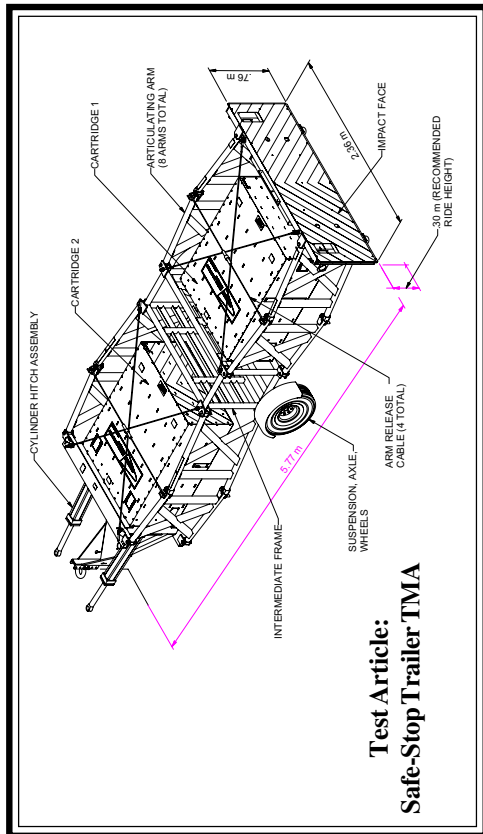 CYLINDER HITCH ASSEMBLY
CARTRIDGE 2
CARTRIDGE 1
ARTICULATING ARM
(8 ARMS TOTAL)
.76 m
2.36 m
IMPACT FACE
.30 m (RECOMMENDED
RIDE HEIGHT)
5.77 m
ARM RELEASE
CABLE (4 TOTAL)
SUSPENSION, AXLE,
WHEELS
INTERMEDIATE FRAME
Test Article:
Safe-Stop Trailer TMA